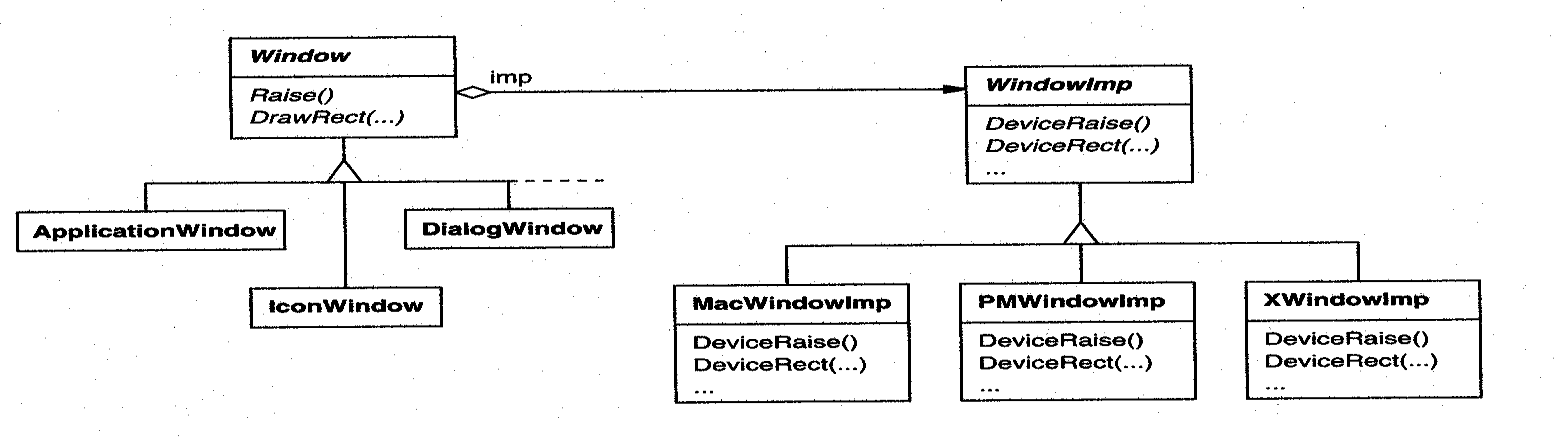 Window
Raise()
DrawRect(...)
imp
WindowImp
DeviceRaise()
DeviceRect(...)
...
ApplicationWindow
DialogWindow
IconWindow
MacWindowImp
DeviceRaise()
DeviceRect(...)
...
PMWindowImp
DeviceRaise()
DeviceRect(...)
...
XWindowImp
DeviceRaise()
DeviceRect(...)
...